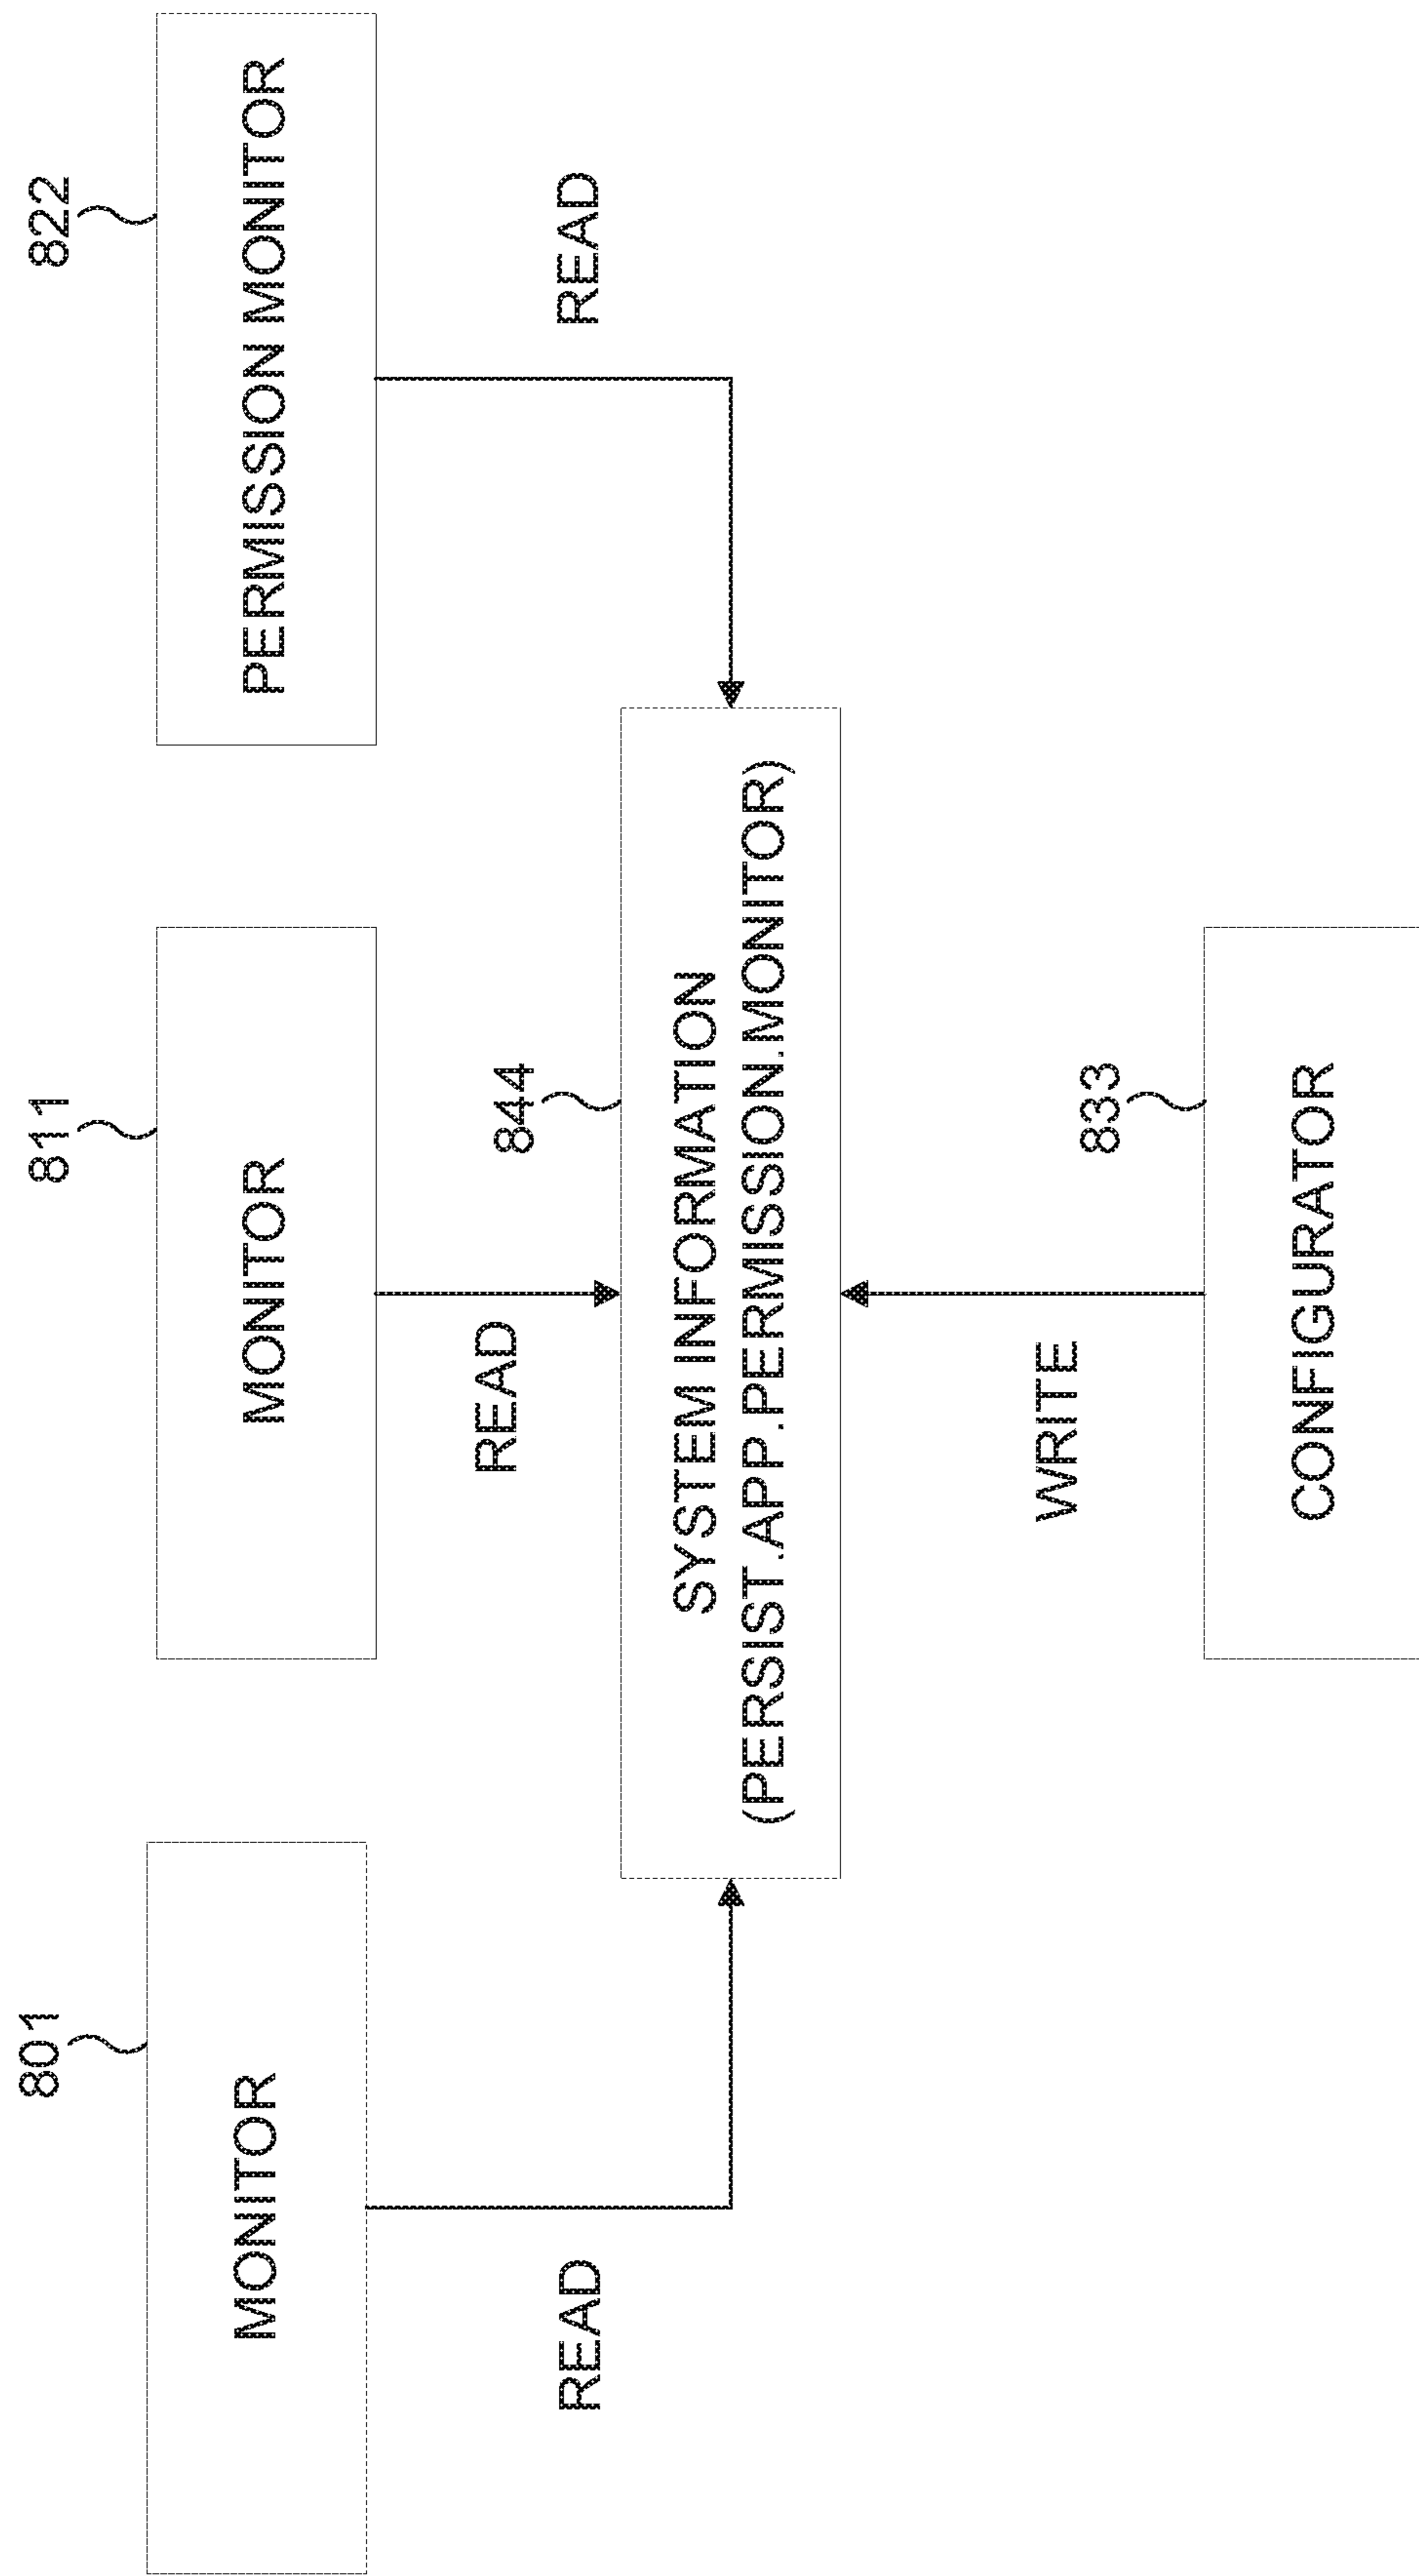 801
811
822
MONITOR
MONITOR
PERMISSION MONITOR
READ
READ
READ
844
SYSTEM INFORMATION
(PERSIST.APP.PERMISSION.MONITOR)
WRITE
833
CONFIGURATOR